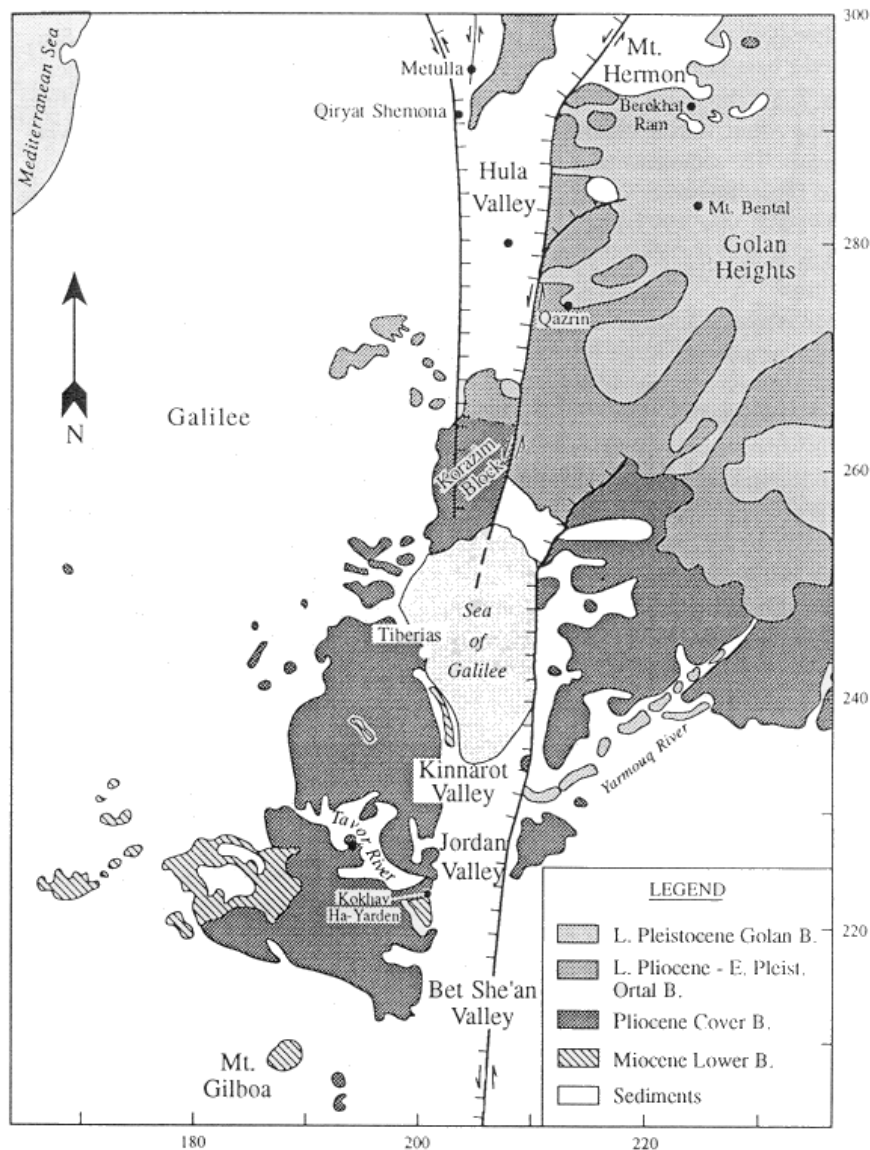 300
Mediterranean Sea
Mt.
Hermon
Metulla
Berekhat
Ram
Qiryat Shemona
Hula
Valley
Mt. Bental
280
Golan
Heights
Qazrin
Galilee
N
Korazim
Block
260
Sea
of
Galilee
Tiberias
240
Yarmouq River
Kinnarot
Valley
Tavor River
Jordan
Valley
Kokhav
Ha-Yarden
LEGEND
L. Pleistocene Golan B.
220
L. Pliocene - E. Pleist.
Ortal B.
Bet She'an
Valley
Pliocene Cover B.
Miocene Lower B.
Mt.
Gilboa
Sediments
180
200
220